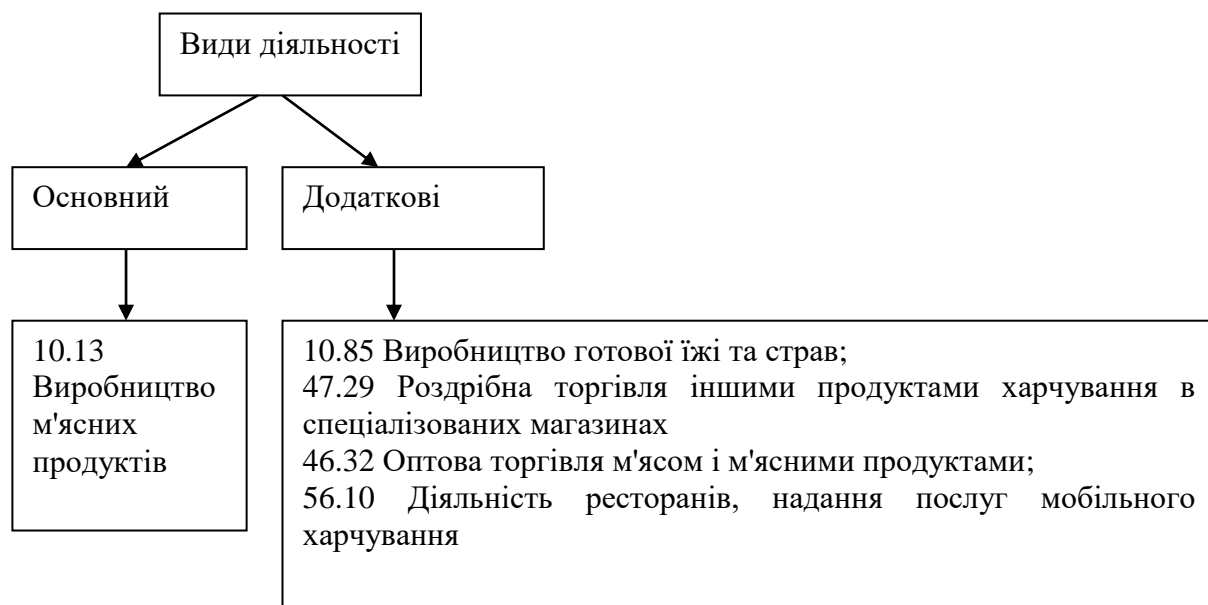 Види діяльності
Основний
Додаткові
10.13
Виробництво
м'ясних
продуктів
10.85 Виробництво готової їжі та страв;
47.29 Роздрібна торгівля іншими продуктами харчування в
спеціалізованих магазинах
46.32 Оптова торгівля м'ясом і м'ясними продуктами;
56.10 Діяльність ресторанів, надання послуг мобільного
харчування